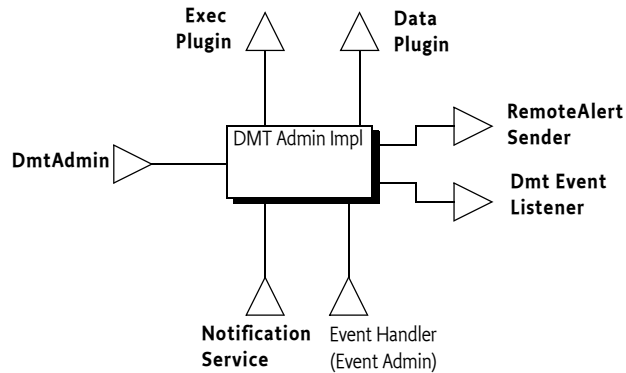 Exec
Plugin
Data
Plugin
RemoteAlert
Sender
DMT Admin Impl
DmtAdmin
Dmt Event
Listener
Notification
Service
Event Handler
(Event Admin)